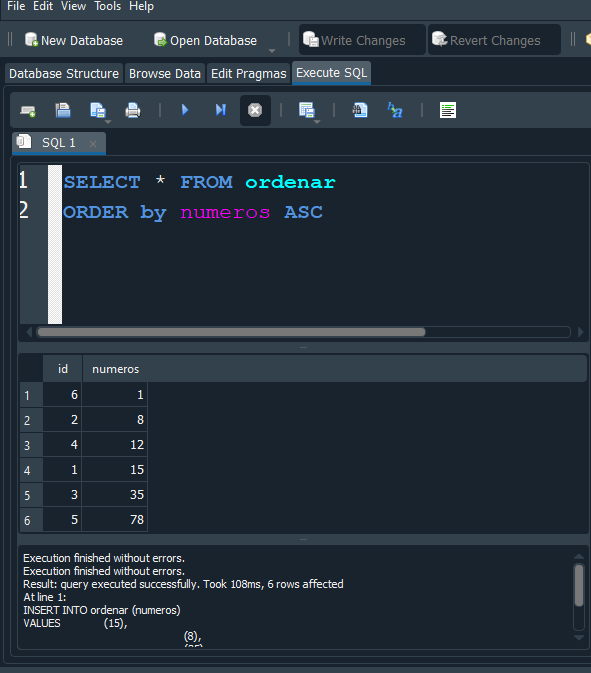 File Edit View Tools Help
New Database Open Database Write Changes Revert Changes
Database Structure Browse Data Edit Pragmas Execute SQL
SQL 1
1 SELECT * FROM ordenar
2 ORDER by numeros ASC
id numeros
1 6 1
2 2 8
3 4 12
4 1 15
5 3 35
6 5 78
Execution finished without errors.
Execution finished without errors.
Result: query executed successfully. Took 108ms, 6 rows affected
At line 1:
INSERT INTO ordenar (numeros)
VALUES (15),
(8),